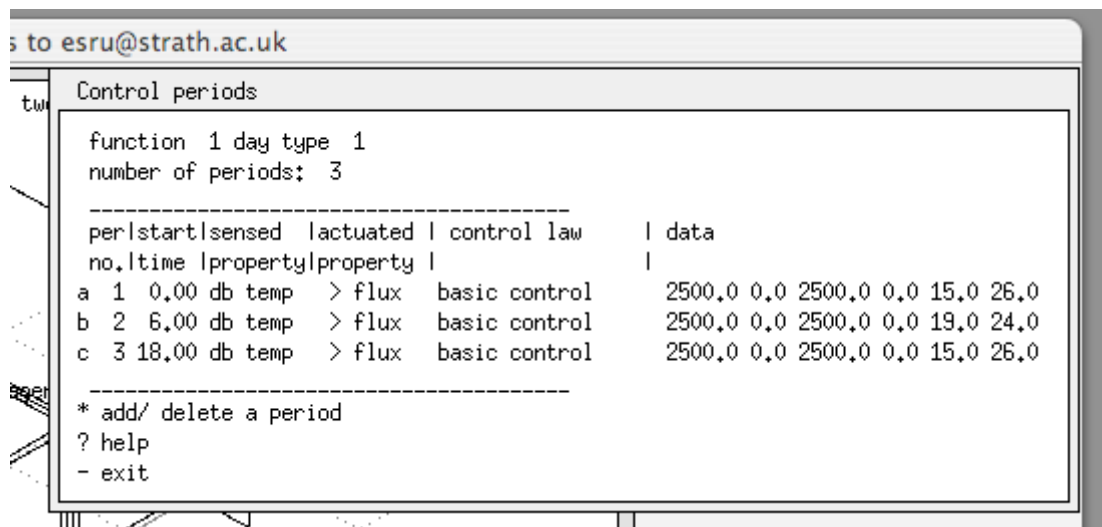 s to esru@strath.ac.uk
tw
Control periods
function 1 day type 1
number of periods: 3
per|start|sensed |actuated | control law | data
no.|time |property|property | |
a 1 0.00 db temp > flux basic control 2500.0 0.0 2500.0 0.0 15.0 26.0
b 2 6.00 db temp > flux basic control 2500.0 0.0 2500.0 0.0 19.0 24.0
c 3 18.00 db temp > flux basic control 2500.0 0.0 2500.0 0.0 15.0 26.0
* add/ delete a period
? help
- exit